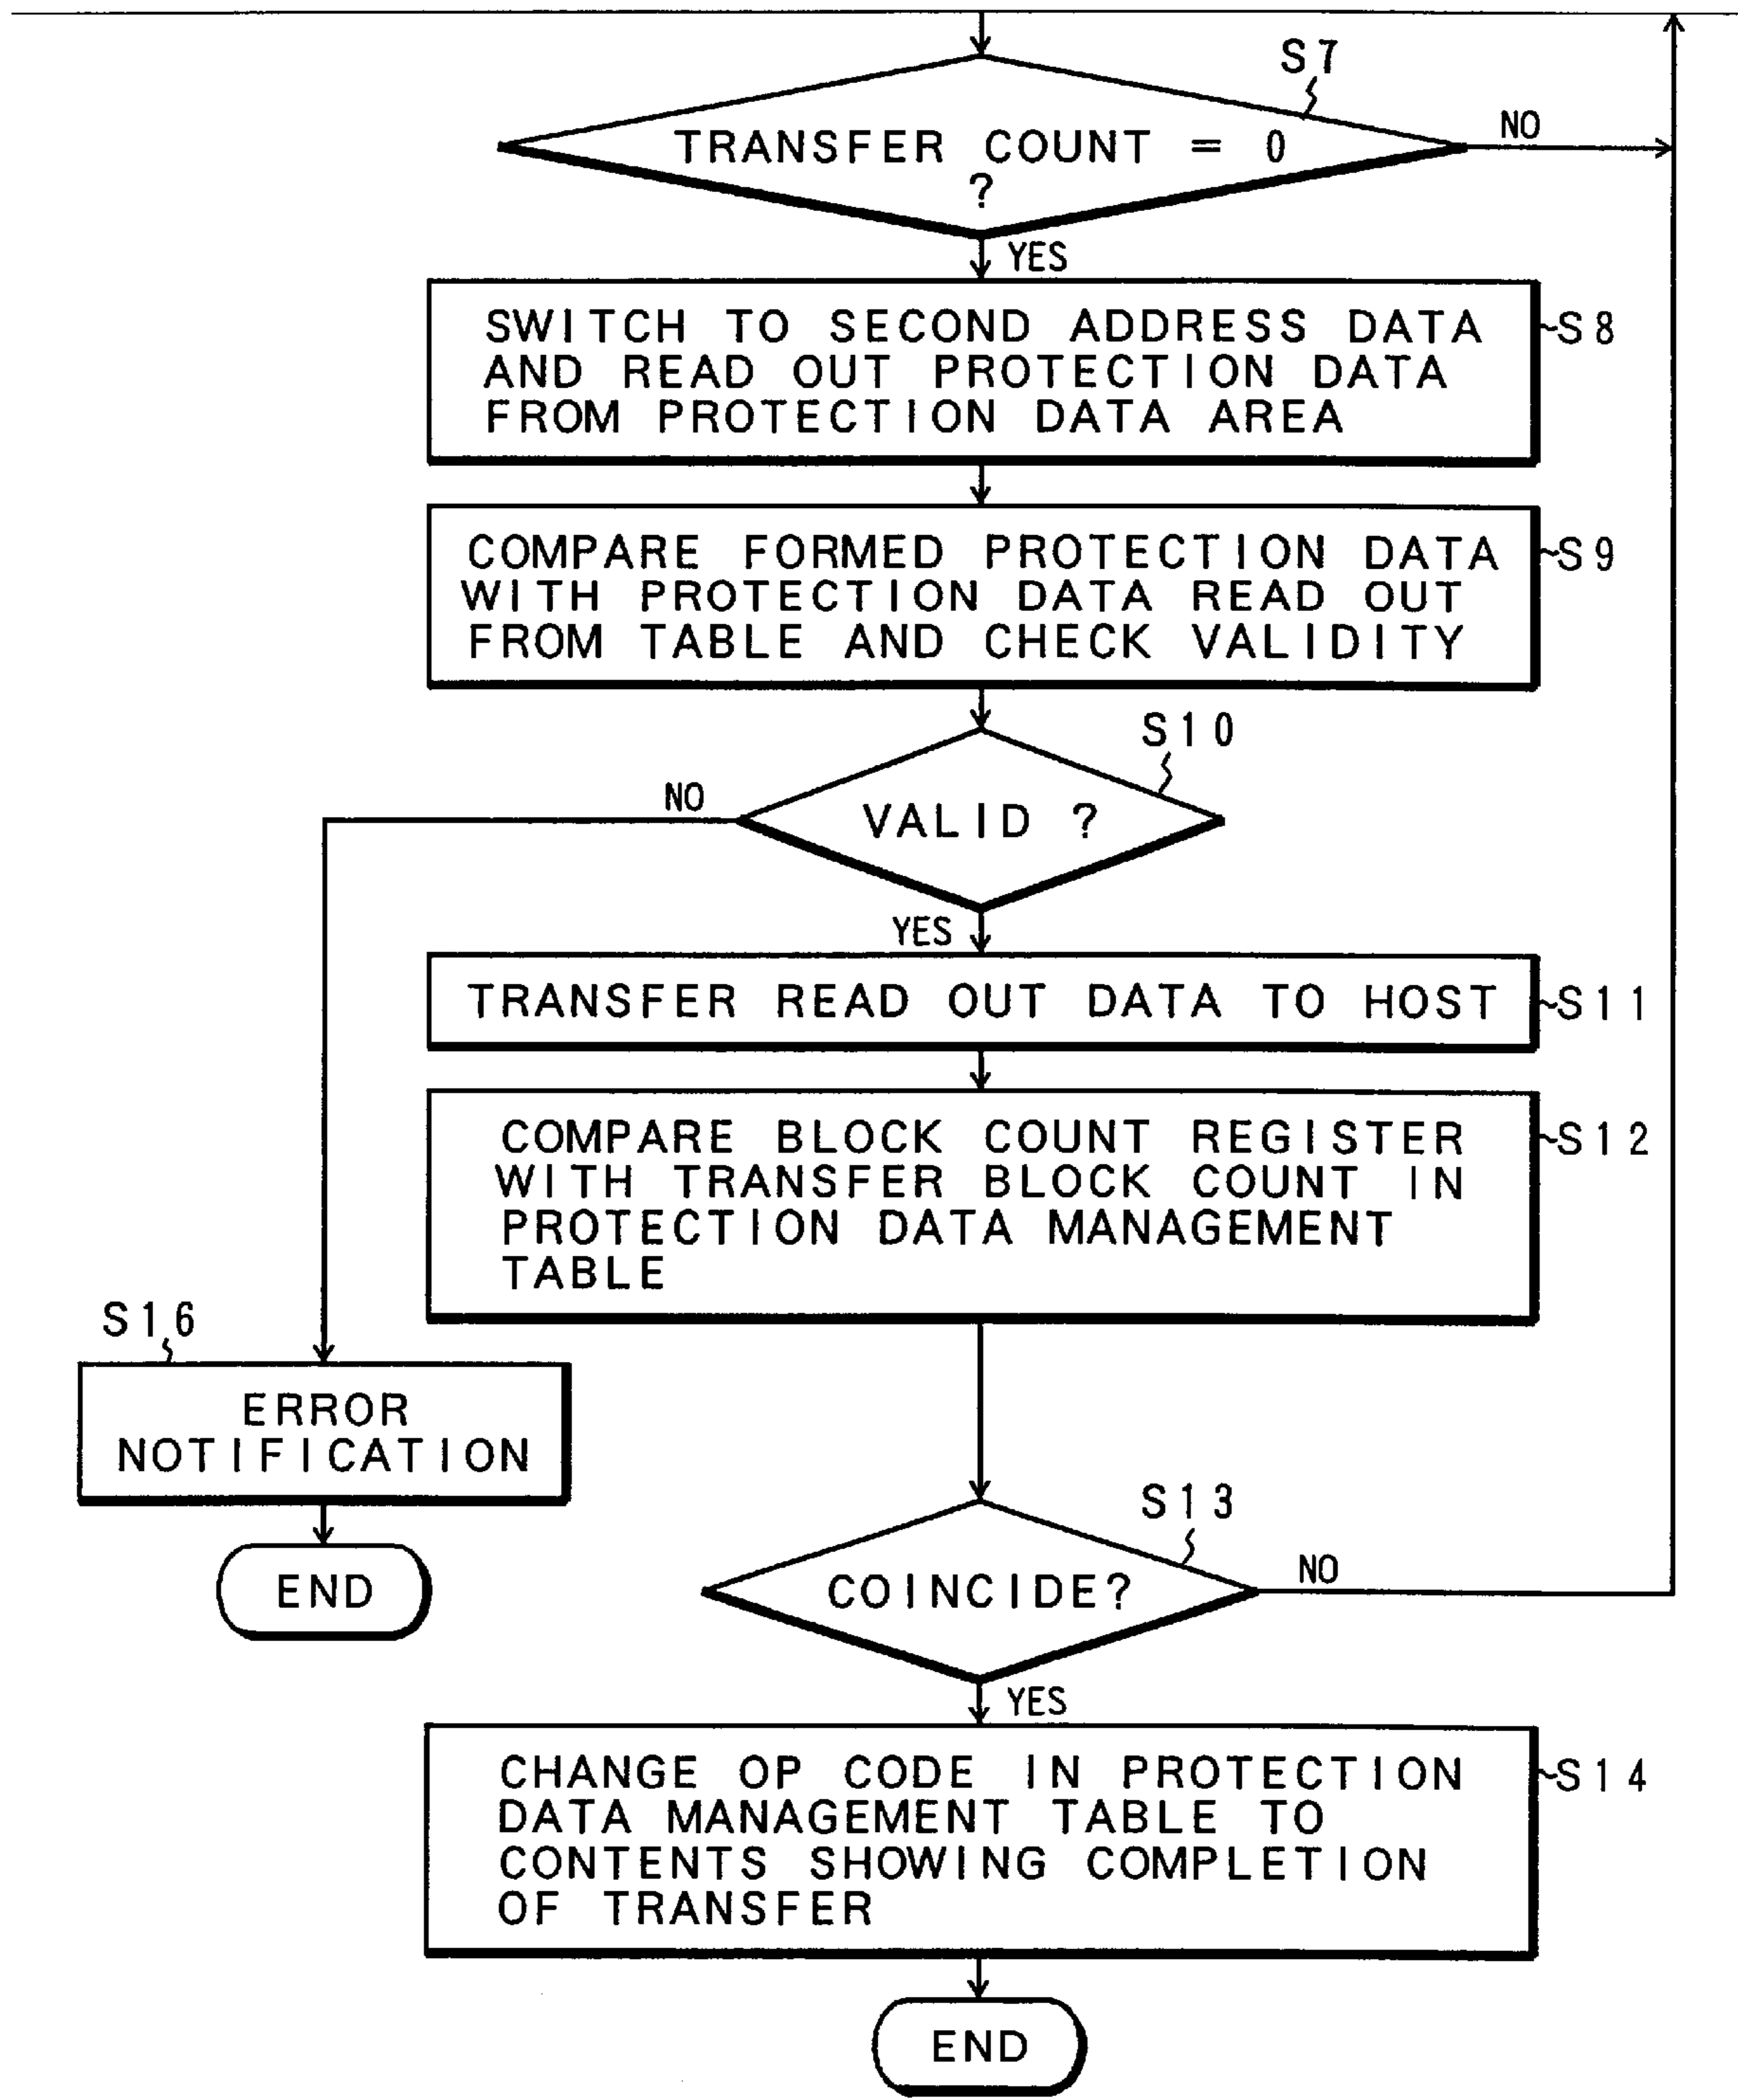 S7
TRANSFER COUNT = 0
?
NO
YES
SWITCH TO SECOND ADDRESS DATA
AND READ OUT PROTECTION DATA
FROM PROTECTION DATA AREA
S8
COMPARE FORMED PROTECTION DATA
WITH PROTECTION DATA READ OUT
FROM TABLE AND CHECK VALIDITY
S9
S10
NO
VALID ?
YES
TRANSFER READ OUT DATA TO HOST
S11
COMPARE BLOCK COUNT REGISTER
WITH TRANSFER BLOCK COUNT IN
PROTECTION DATA MANAGEMENT
TABLE
S12
S16
ERROR
NOTIFICATION
END
S13
COINCIDE?
NO
YES
CHANGE OP CODE IN PROTECTION
DATA MANAGEMENT TABLE TO
CONTENTS SHOWING COMPLETION
OF TRANSFER
S14
END